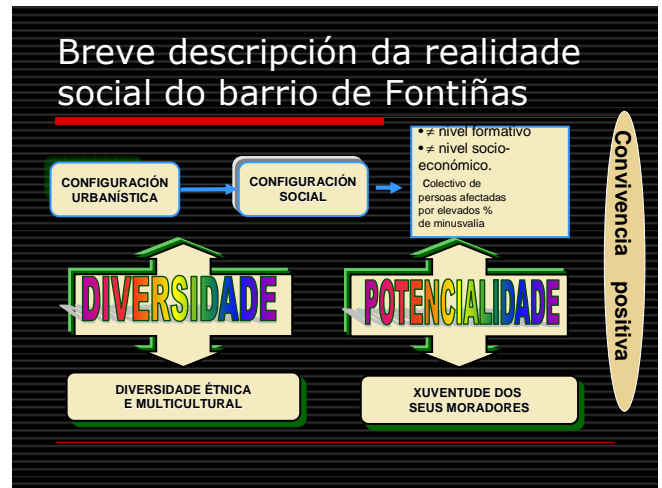 Breve descripción da realidade
social do barrio de Fontiñas
CONFIGURACIÓN
URBANÍSTICA
CONFIGURACIÓN
SOCIAL
• ≠ nivel formativo
• ≠ nivel socio-
económico.
Colectivo de
persoas afectadas
por elevados %
de minusvalía
Convivencia positiva
DIVERSIDADE
POTENCIALIDADE
DIVERSIDADE ÉTNICA
E MULTICULTURAL
XUVENTUDE DOS
SEUS MORADORES